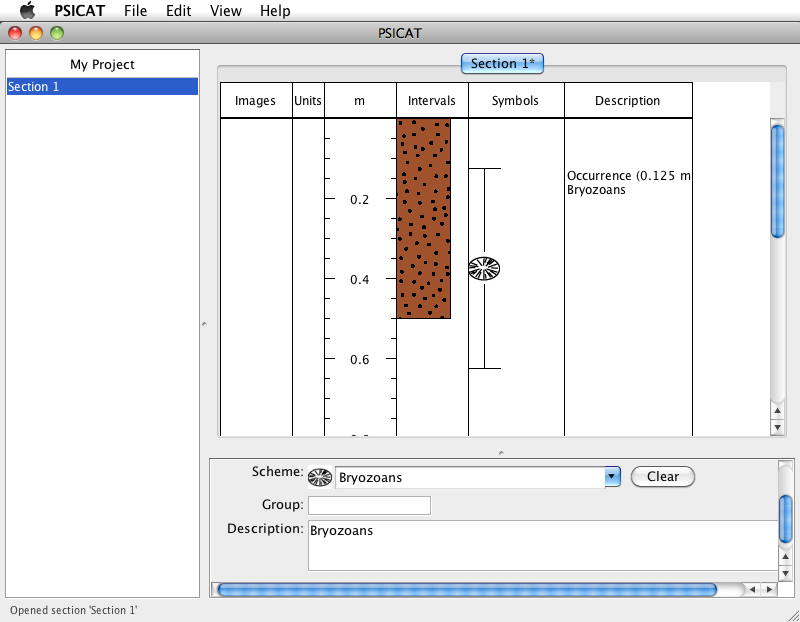 PSICAT File Edit View Help
PSICAT
My Project
Section 1
Section 1*
Images Units m Intervals Symbols Description
0.2
0.4
0.6
Occurrence (0.125 m
Bryozoans
Scheme: Bryozoans Clear
Group:
Description: Bryozoans
Opened section 'Section 1'